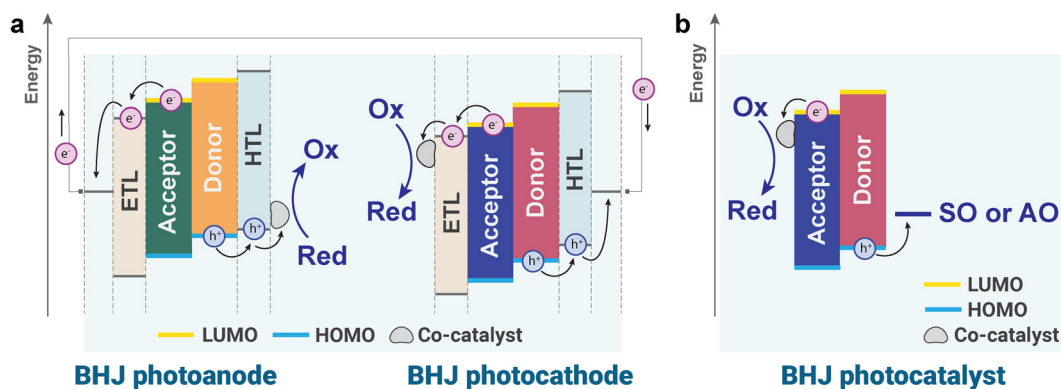 a
Energy
e-
e-
e-
ETL
Acceptor
Donor
HTL
h+
h+
Ox
Red
Ox
Red
e-
e-
e-
ETL
Acceptor
Donor
HTL
h+
h+
LUMO
HOMO
Co-catalyst
BHJ photoanode
BHJ photocathode
b
Energy
Ox
Red
e-
Acceptor
Donor
h+
SO or AO
LUMO
HOMO
Co-catalyst
BHJ photocatalyst